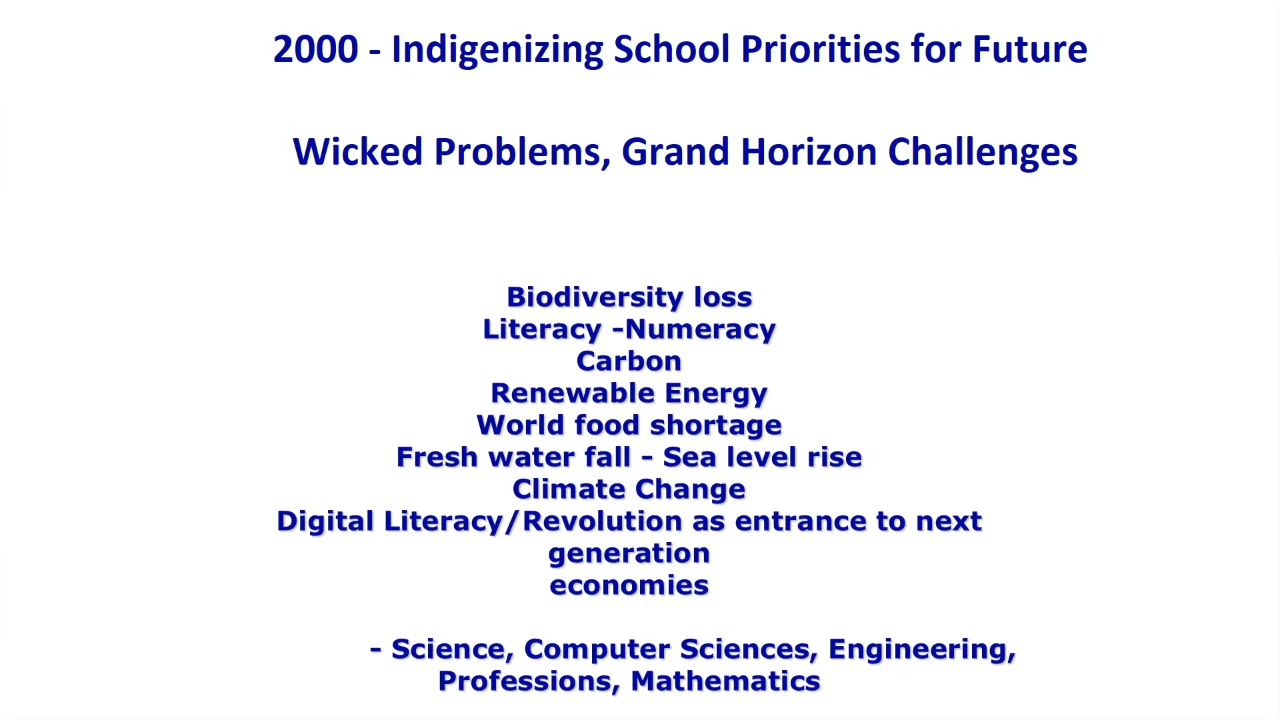 2000 - Indigenizing School Priorities for Future
Wicked Problems, Grand Horizon Challenges
Biodiversity loss
Literacy -Numeracy
Carbon
Renewable Energy
World food shortage
Fresh water fall - Sea level rise
Climate Change
Digital Literacy/Revolution as entrance to next
generation
economies
- Science, Computer Sciences, Engineering,
Professions, Mathematics